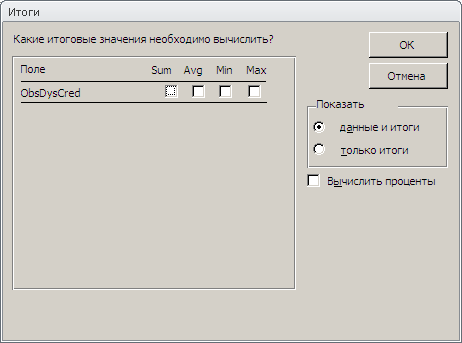 Итоги
Какие итоговые значения необходимо вычислить?
OK
Отмена
Поле Sum Avg Min Max
ObsDysCred
Показать
данные и итоги
только итоги
Вычислить проценты